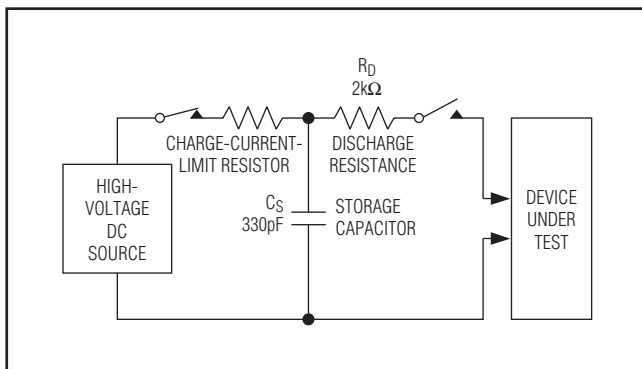 R_D
2kΩ
CHARGE-CURRENT-
LIMIT RESISTOR
DISCHARGE
RESISTANCE
HIGH-
VOLTAGE
DC
SOURCE
C_S
330pF
STORAGE
CAPACITOR
DEVICE
UNDER
TEST